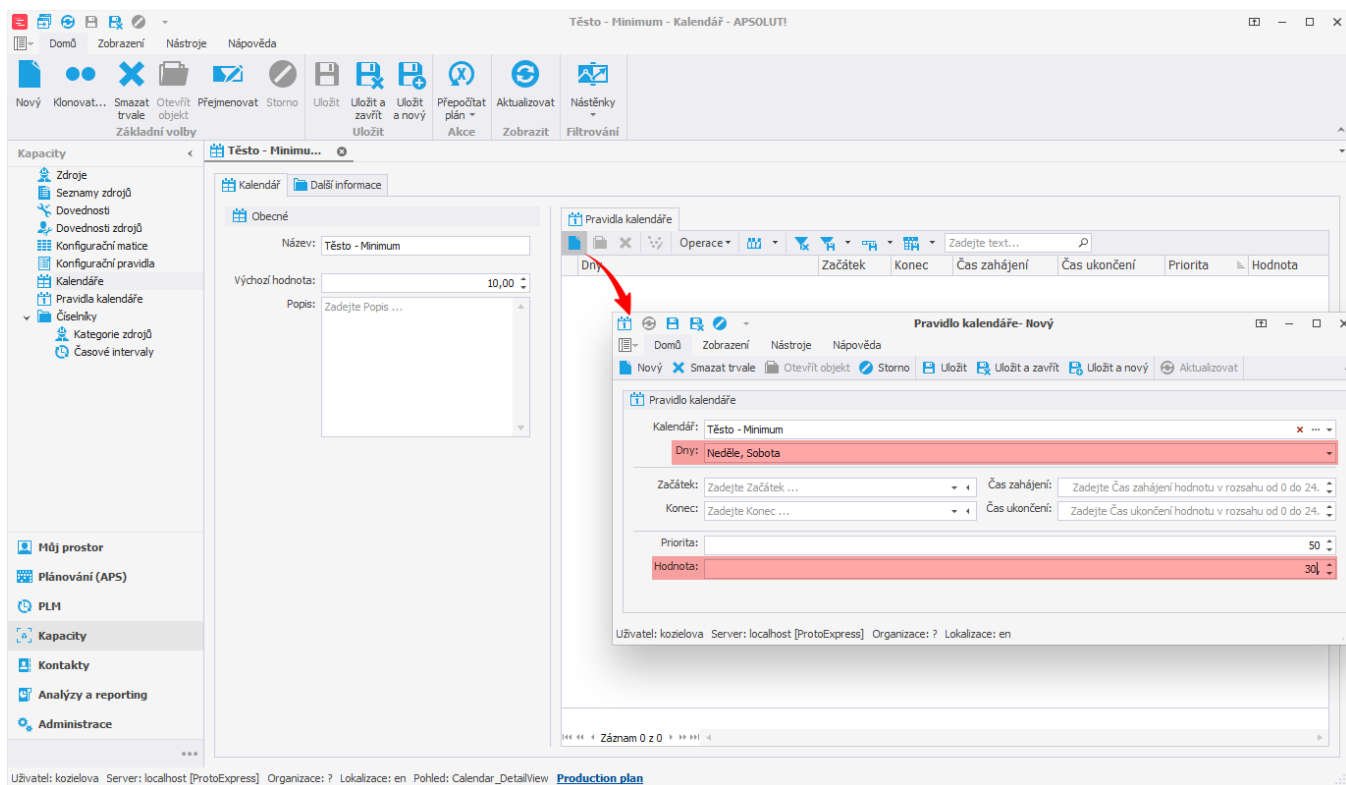 Těsto - Minimum - Kalendář - APSOLUT!
Domů Zobrazení Nástroje Nápověda
Nový Klonovat... Smazat trvale Otevřít objekt Přejmenovat Storno Uložit Uložit a zavřít Uložit a nový Přepočítat plán Aktualizovat Nástěnky
Základní volby Uložit Akce Zobrazit Filtrování
Kapacity
Zdroje
Seznamy zdrojů
Dovednosti
Dovednosti zdrojů
Konfigurační matice
Konfigurační pravidla
Kalendáře
Pravidla kalendáře
Číselníky
Kategorie zdrojů
Časové intervaly
Můj prostor
Plánování (APS)
PLM
Kapacity
Kontakty
Analýzy a reporting
Administrace
Těsto - Minimu...
Kalendář Další informace
Obecné
Název: Těsto - Minimum
Výchozí hodnota: 10,00
Popis: Zadejte Popis ...
Pravidla kalendáře
Operace Zadejte text...
Dny Začátek Konec Čas zahájení Čas ukončení Priorita Hodnota
Pravidlo kalendáře- Nový
Domů Zobrazení Nástroje Nápověda
Nový Smazat trvale Otevřít objekt Storno Uložit Uložit a zavřít Uložit a nový Aktualizovat
Pravidlo kalendáře
Kalendář: Těsto - Minimum
Dny: Neděle, Sobota
Začátek: Zadejte Začátek ... Čas zahájení: Zadejte Čas zahájení hodnotu v rozsahu od 0 do 24.
Konec: Zadejte Konec ... Čas ukončení: Zadejte Čas ukončení hodnotu v rozsahu od 0 do 24.
Priorita: 50
Hodnota: 30,
Uživatel: kozielova Server: localhost [ProtoExpress] Organizace: ? Lokalizace: en
Záznam 0 z 0
Uživatel: kozielova Server: localhost [ProtoExpress] Organizace: ? Lokalizace: en Pohled: Calendar_DetailView Production plan